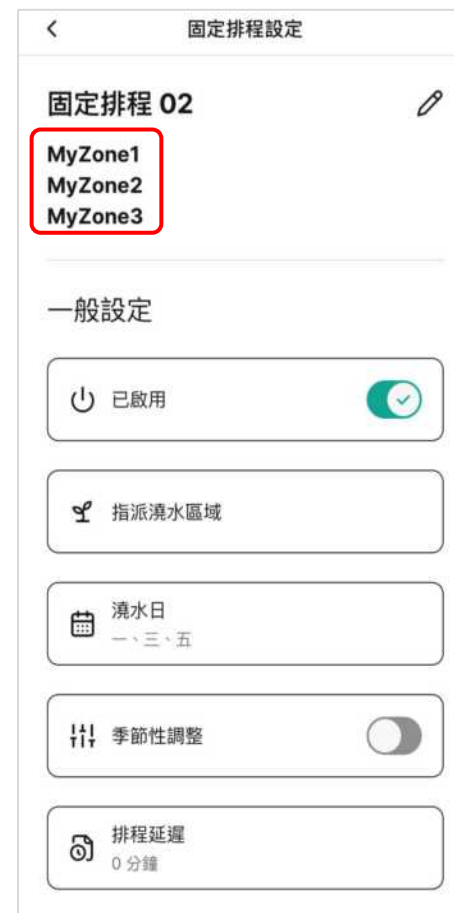 固定排程設定
固定排程 02
MyZone1
MyZone2
MyZone3
一般設定
已啟用
指派澆水區域
澆水日
一、三、五
季節性調整
排程延遲
0 分鐘